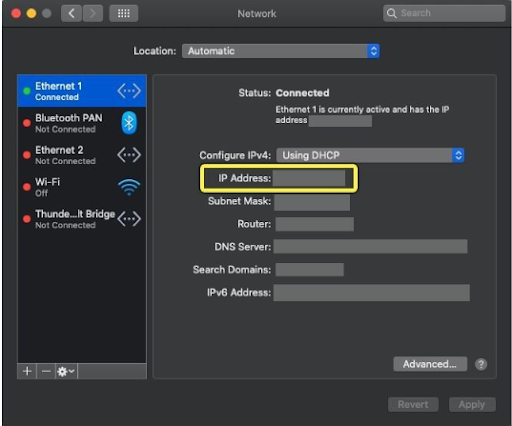 Network
Search
Location: Automatic
Ethernet 1
Connected
Bluetooth PAN
Not Connected
Ethernet 2
Not Connected
Wi-Fi
Off
Thunde...lt Bridge
Not Connected
Status: Connected
Ethernet 1 is currently active and has the IP
address
Configure IPv4: Using DHCP
IP Address:
Subnet Mask:
Router:
DNS Server:
Search Domains:
IPv6 Address:
Advanced...
?
Revert
Apply